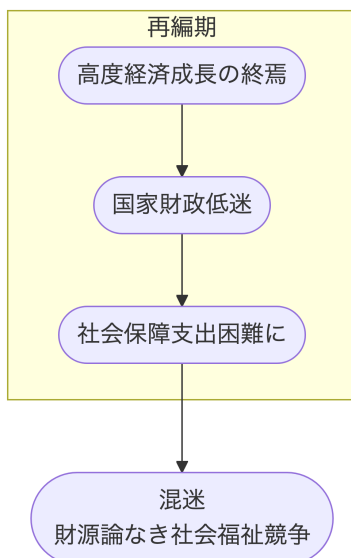 再編期
高度経済成長の終焉
国家財政低迷
社会保障支出困難に
混迷
財源論なき社会福祉競争